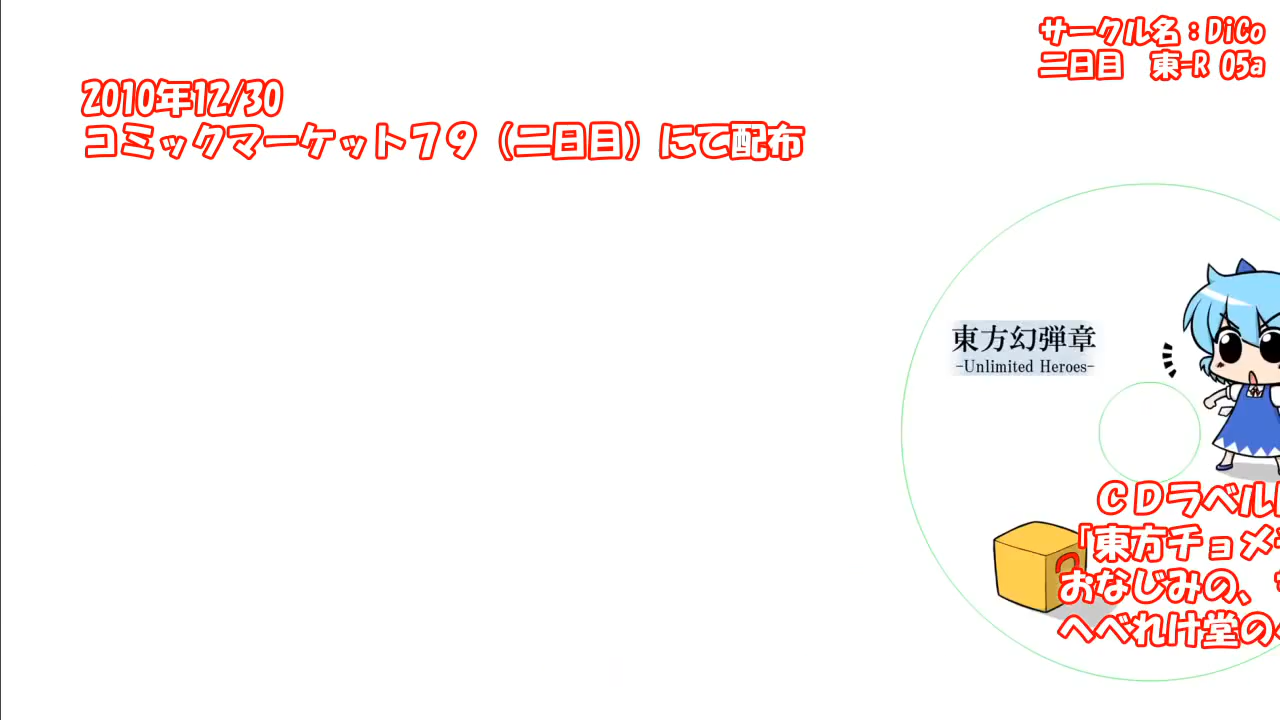 サークル名：DiCo
二日目　東-R 05a
2010年12/30
コミックマーケット７９（二日目）にて配布
東方幻弾章
-Unlimited Heroes-
ＣＤラベル
「東方チョメ
おなじみの、
へべれけ堂の